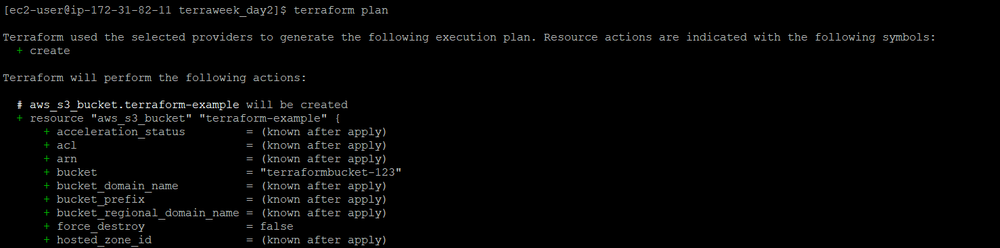 [ec2-user@ip-172-31-82-11 terraweek_day2]$ terraform plan
Terraform used the selected providers to generate the following execution plan. Resource actions are indicated with the following symbols:
  + create
Terraform will perform the following actions:
  # aws_s3_bucket.terraform-example will be created
  + resource "aws_s3_bucket" "terraform-example" {
      + acceleration_status         = (known after apply)
      + acl                         = (known after apply)
      + arn                         = (known after apply)
      + bucket                      = "terraformbucket-123"
      + bucket_domain_name          = (known after apply)
      + bucket_prefix               = (known after apply)
      + bucket_regional_domain_name = (known after apply)
      + force_destroy               = false
      + hosted_zone_id              = (known after apply)